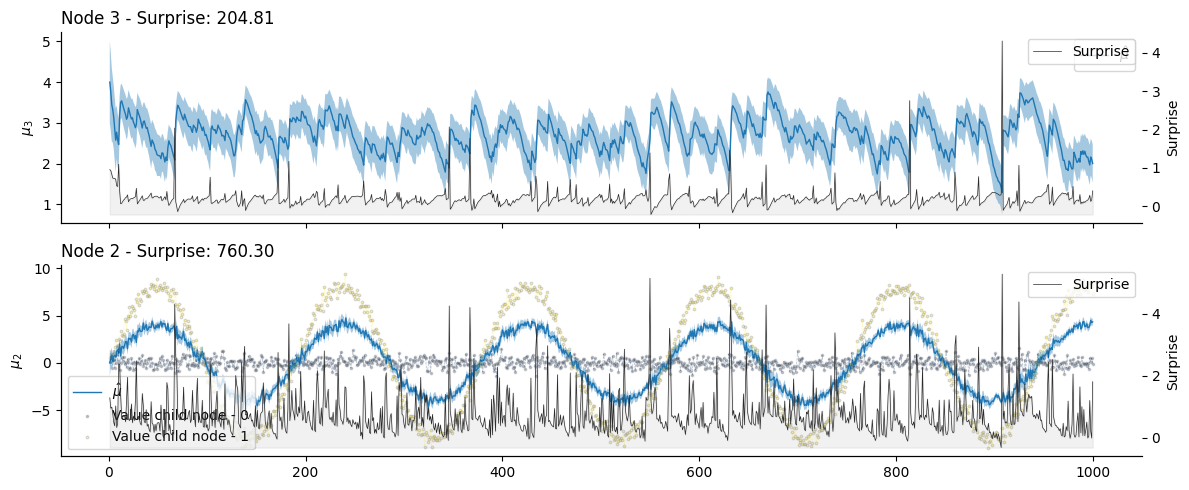 Node 3 - Surprise: 204.81
5
4
3
2
1
μ3
Surprise
μ̂
4
3
2
1
0
Surprise
Node 2 - Surprise: 760.30
10
5
0
−5
μ2
μ̂
Value child node - 0
Value child node - 1
Surprise
4
2
0
Surprise
0
200
400
600
800
1000